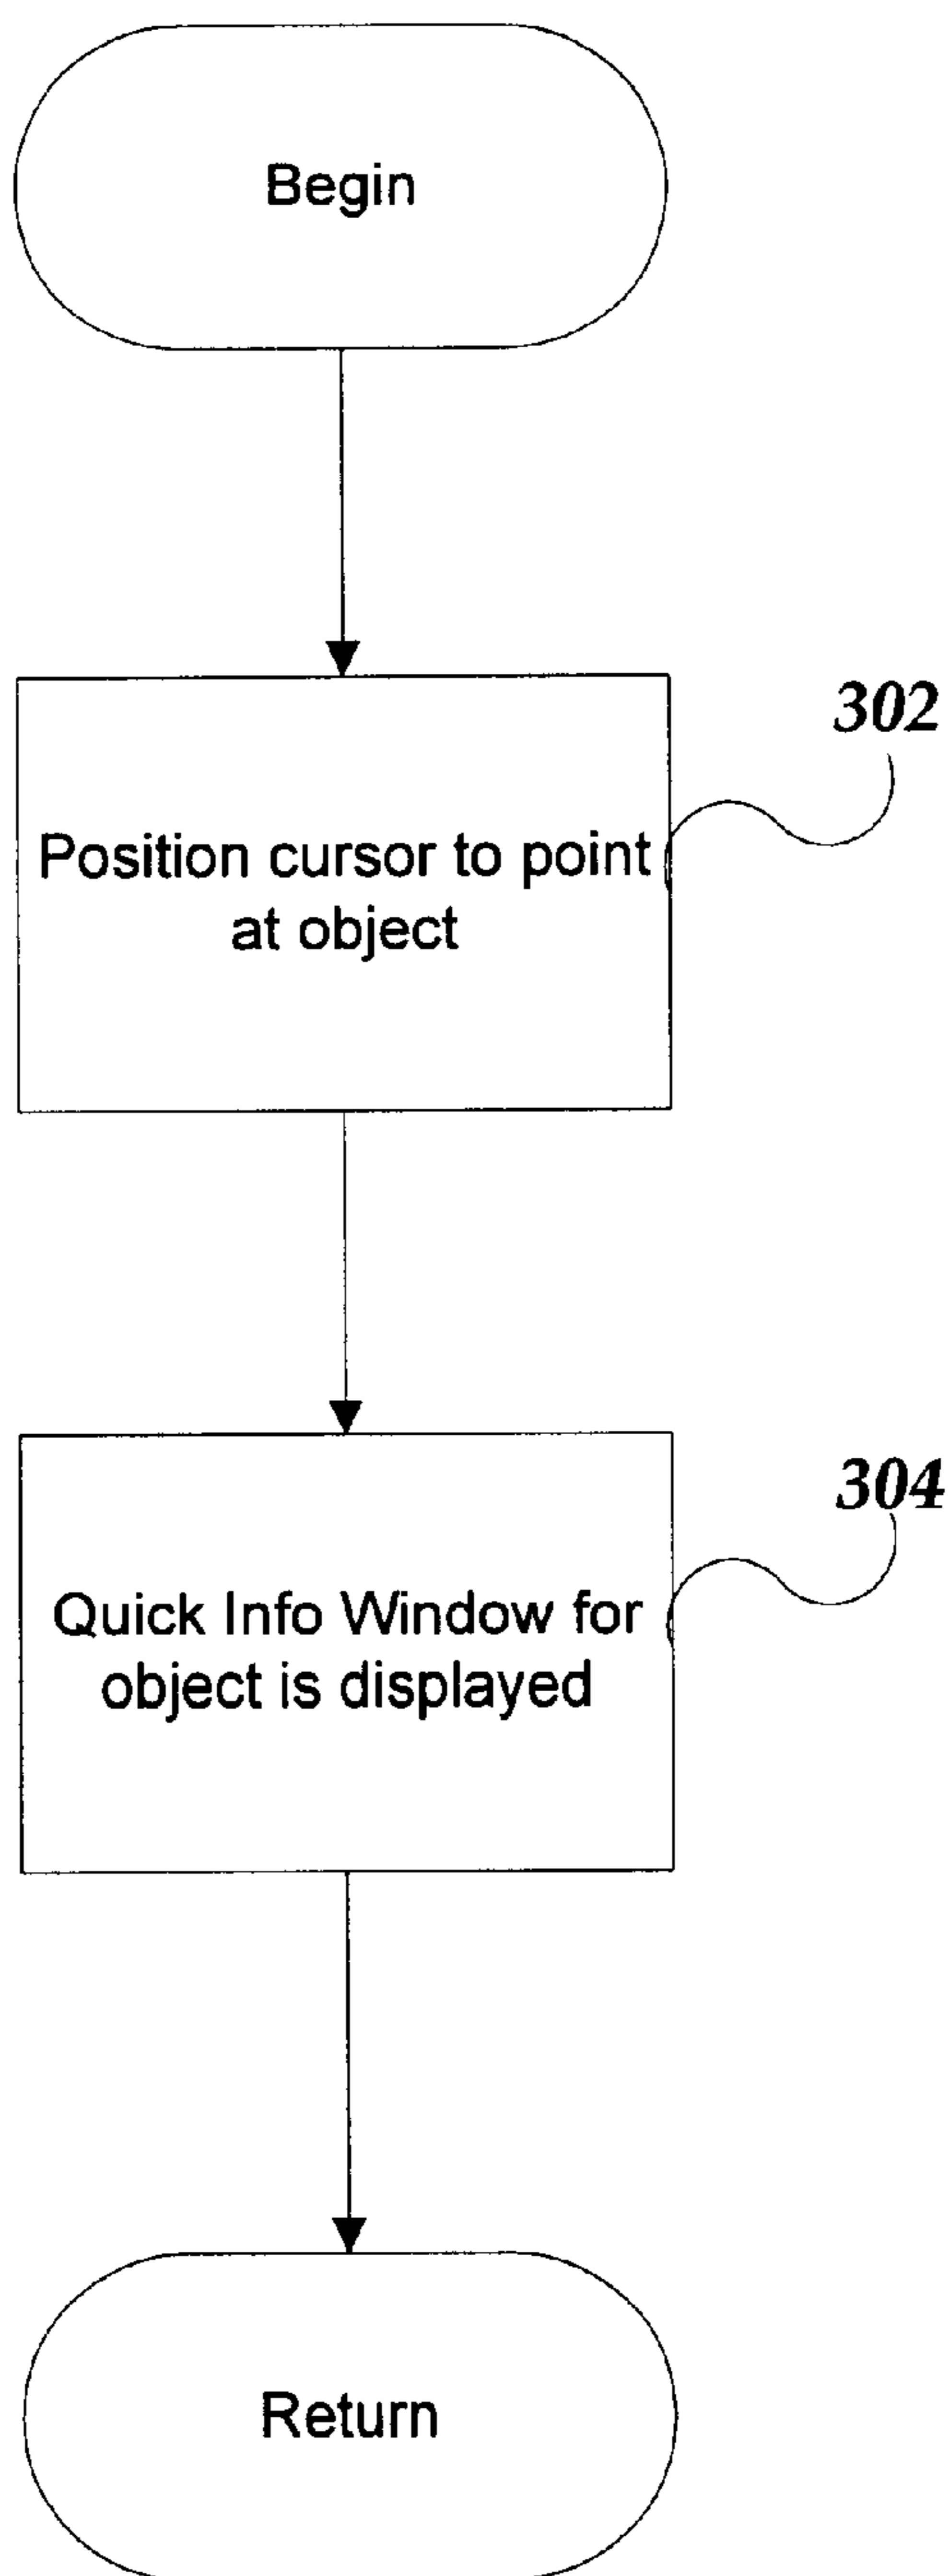 Begin
302
Position cursor to point
at object
304
Quick Info Window for
object is displayed
Return